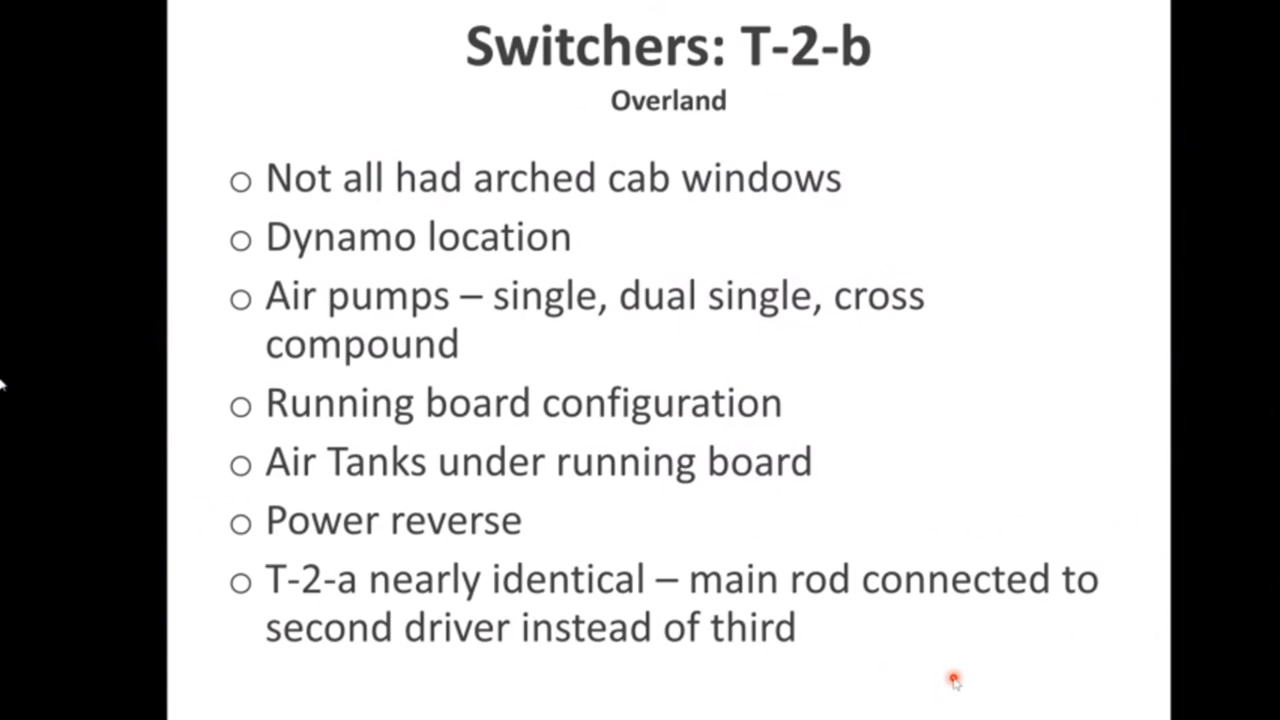 Switchers: T-2-b
Overland
○ Not all had arched cab windows
○ Dynamo location
○ Air pumps – single, dual single, cross
compound
○ Running board configuration
○ Air Tanks under running board
○ Power reverse
○ T-2-a nearly identical – main rod connected to
second driver instead of third